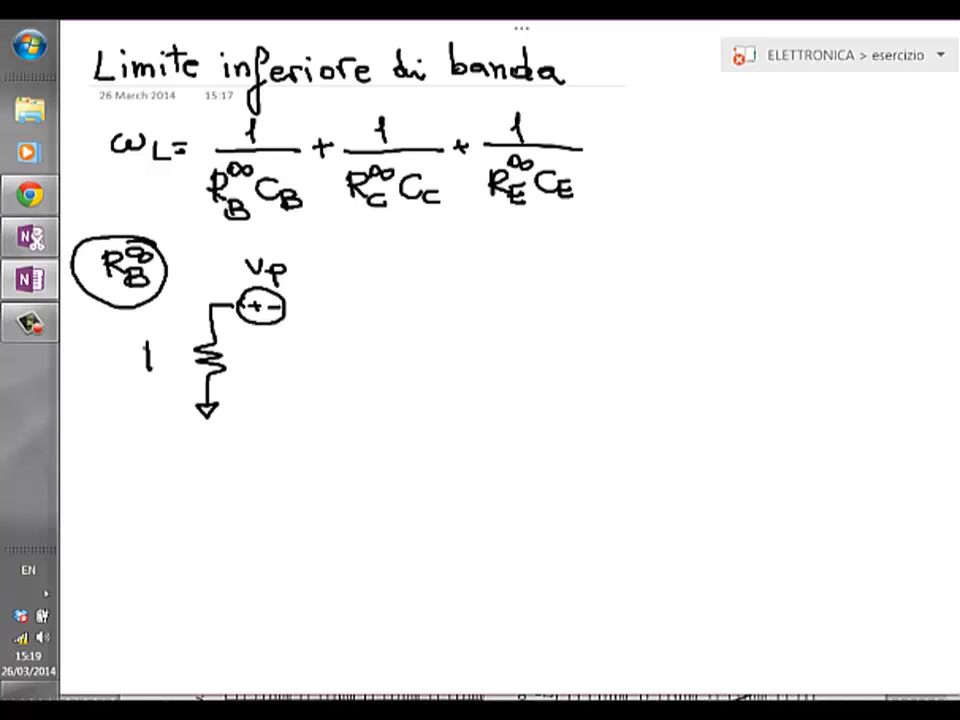 Limite inferiore di banda
ELETTRONICA > esercizio
26 March 2014 15:17
ωL= 1/(R∞B CB) + 1/(R∞C CC) + 1/(R∞E CE)
R∞B
vp
+ -
1
EN
15:19
26/03/2014